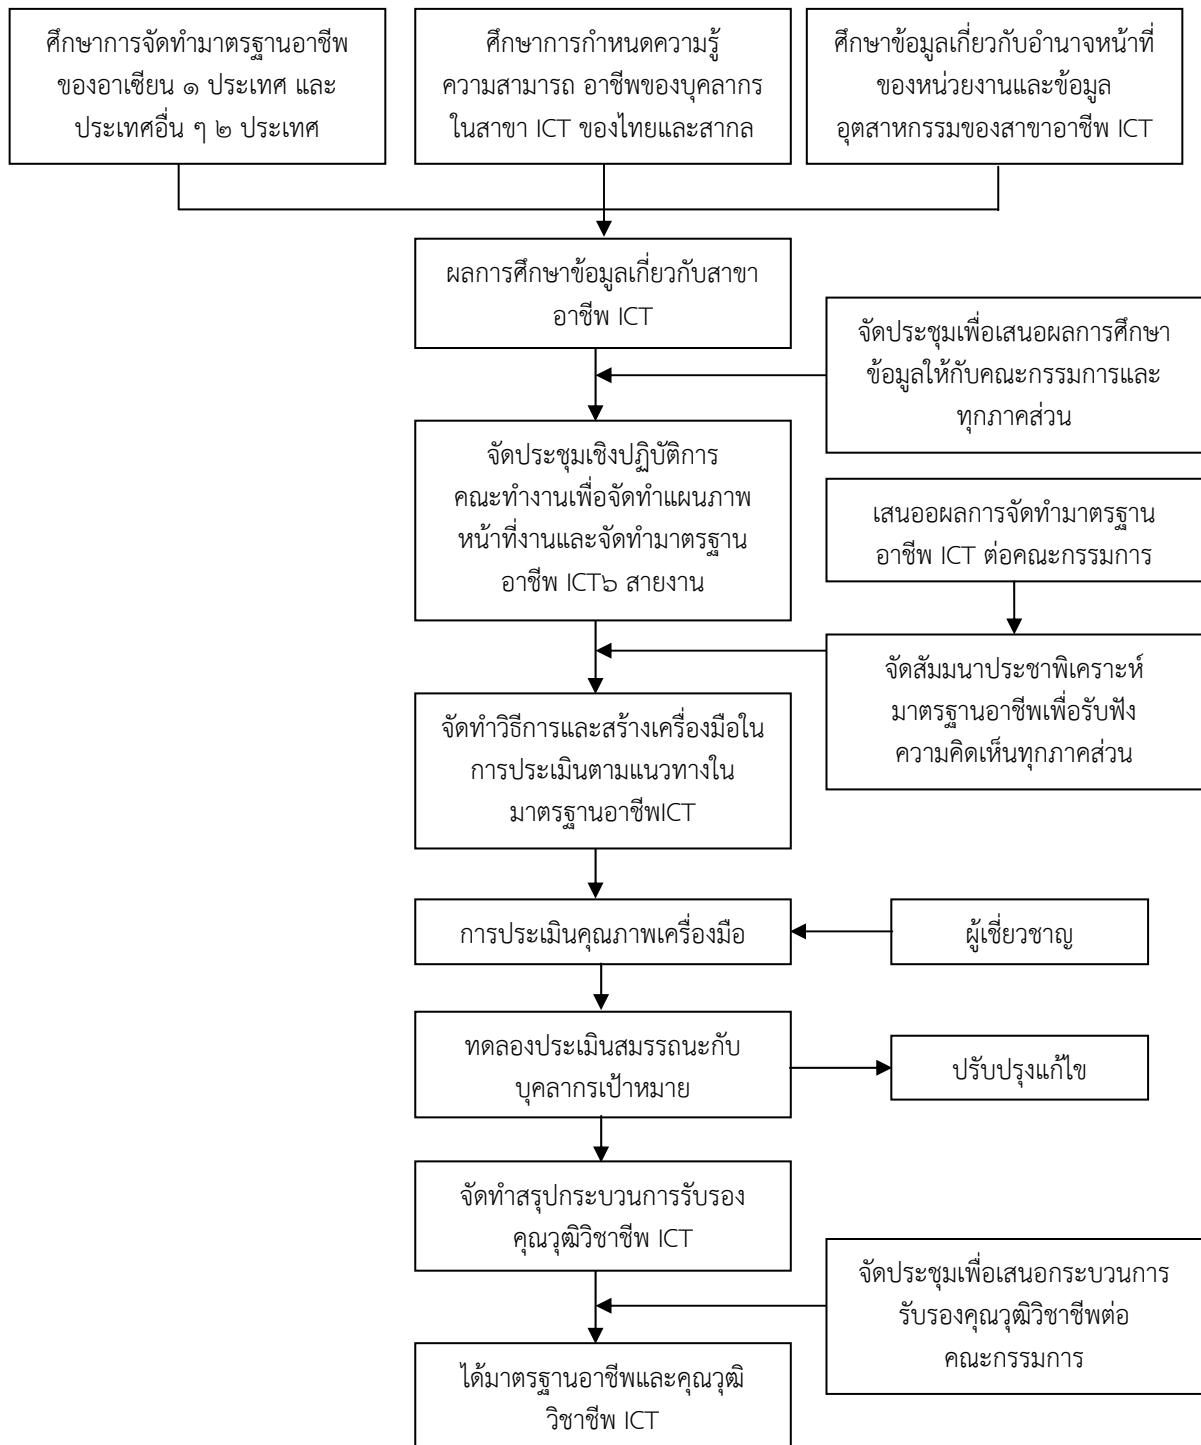 ศึกษาการจัดทำมาตรฐานอาชีพ
ของอาเซียน ๑ ประเทศ และ
ประเทศอื่น ๆ ๒ ประเทศ
ศึกษาการกำหนดความรู้
ความสามารถ อาชีพของบุคลากร
ในสาขา ICT ของไทยและสากล
ศึกษาข้อมูลเกี่ยวกับอำนาจหน้าที่
ของหน่วยงานและข้อมูล
อุตสาหกรรมของสาขาอาชีพ ICT
ผลการศึกษาข้อมูลเกี่ยวกับสาขา
อาชีพ ICT
จัดประชุมเพื่อเสนอผลการศึกษา
ข้อมูลให้กับคณะกรรมการและ
ทุกภาคส่วน
จัดประชุมเชิงปฏิบัติการ
คณะทำงานเพื่อจัดทำแผนภาพ
หน้าที่งานและจัดทำมาตรฐาน
อาชีพ ICT๖ สายงาน
เสนออผลการจัดทำมาตรฐาน
อาชีพ ICT ต่อคณะกรรมการ
จัดสัมมนาประชาพิเคราะห์
มาตรฐานอาชีพเพื่อรับฟัง
ความคิดเห็นทุกภาคส่วน
จัดทำวิธีการและสร้างเครื่องมือใน
การประเมินตามแนวทางใน
มาตรฐานอาชีพICT
การประเมินคุณภาพเครื่องมือ
ผู้เชี่ยวชาญ
ทดลองประเมินสมรรถนะกับ
บุคลากรเป้าหมาย
ปรับปรุงแก้ไข
จัดทำสรุปกระบวนการรับรอง
คุณวุฒิวิชาชีพ ICT
จัดประชุมเพื่อเสนอกระบวนการ
รับรองคุณวุฒิวิชาชีพต่อ
คณะกรรมการ
ได้มาตรฐานอาชีพและคุณวุฒิ
วิชาชีพ ICT